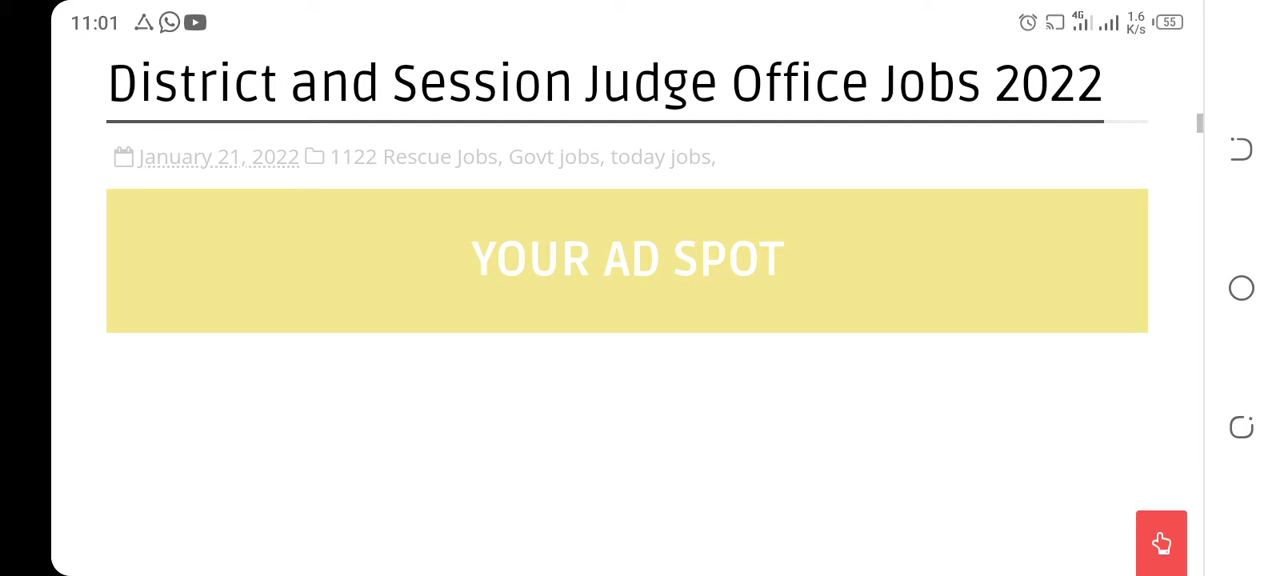 11:01 4G 1.6 K/s 55
District and Session Judge Office Jobs 2022
January 21, 2022 1122 Rescue Jobs, Govt jobs, today jobs,
YOUR AD SPOT